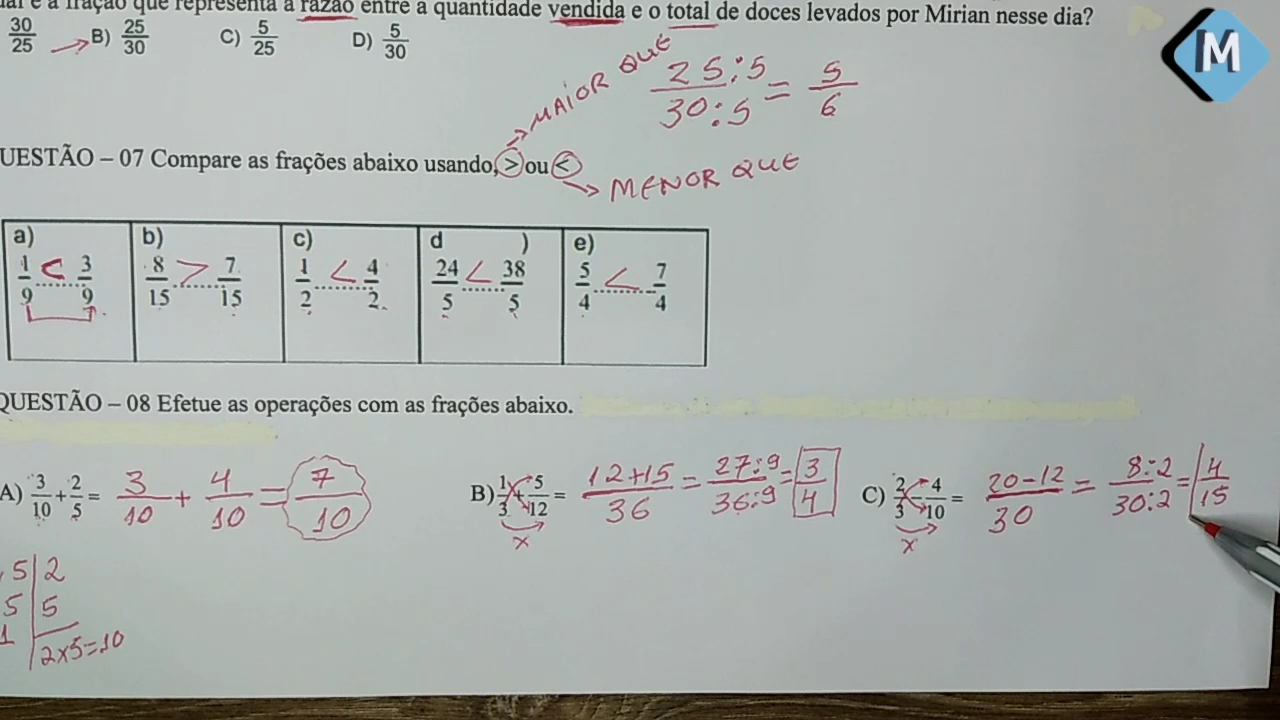 é a fração que representa a razão entre a quantidade vendida e o total de doces levados por Mirian nesse dia?
30/25 B) 25/30 C) 5/25 D) 5/30
M
25:5/30:5 = 5/6
MAIOR QUE
UESTÃO – 07 Compare as frações abaixo usando, > ou <
MENOR QUE
a) b) c) d ) e)
1/9 < 3/9 8/15 > 7/15 1/2 < 4/2 24/5 < 38/5 5/4 < 7/4
QUESTÃO – 08 Efetue as operações com as frações abaixo.
A) 3/10 + 2/5 = 3/10 + 4/10 = 7/10
B) 1/3 + 5/12 = 12+15/36 = 27:9/36:9 = 3/4
x
C) 2/3 - 4/10 = 20-12/30 = 8:2/30:2 = 4/15
x
5 | 2
5 | 5
1 | 2x5=10